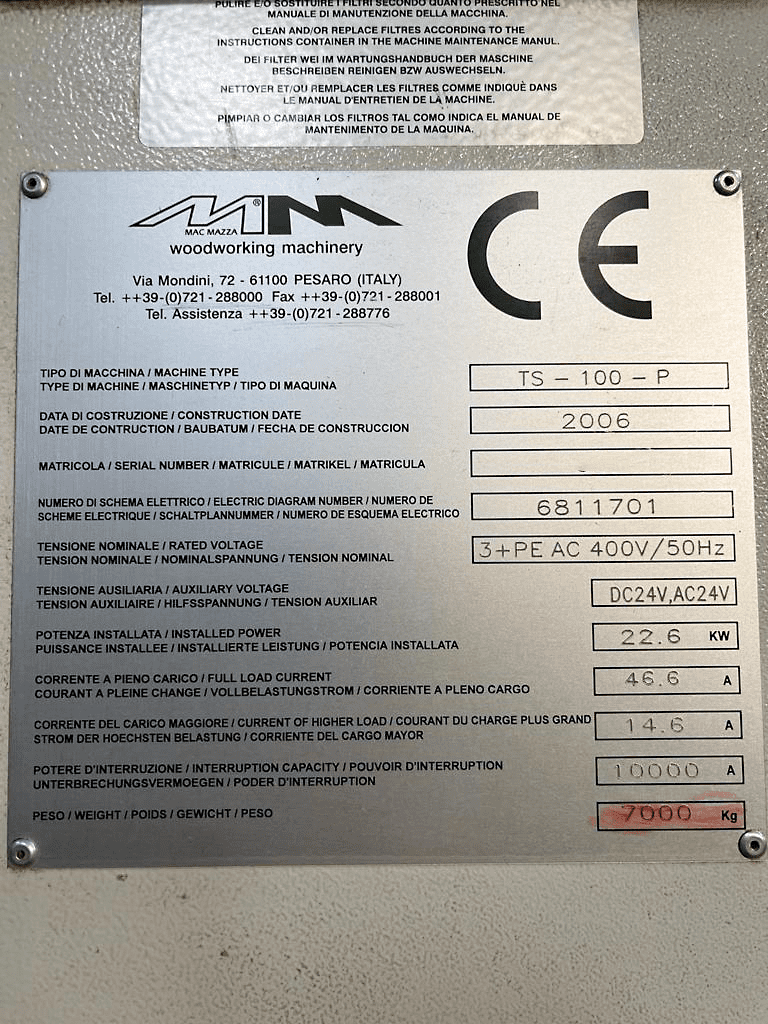 PULIRE E/O SOSTITUIRE I FILTRI SECONDO QUANTO PRESCRITTO NEL
MANUALE DI MANUTENZIONE DELLA MACCHINA.
CLEAN AND/OR REPLACE FILTRES ACCORDING TO THE
INSTRUCTIONS CONTAINER IN THE MACHINE MAINTENANCE MANUL.
DEI FILTER WEI IM WARTUNGSHANDBUCH DER MASCHINE
BESCHREIBEN REINIGEN BZW AUSWECHSELN.
NETTOYER ET/OU REMPLACER LES FILTRES COMME INDIQUÈ DANS
LE MANUAL D'ENTRETIEN DE LA MACHINE.
PIMPIAR O CAMBIAR LOS FILTROS TAL COMO INDICA EL MANUAL DE
MANTENIMENTO DE LA MAQUINA.
MM®
MAC MAZZA
woodworking machinery
CE
Via Mondini, 72 - 61100 PESARO (ITALY)
Tel. ++39-(0)721-288000 Fax ++39-(0)721-288001
Tel. Assistenza ++39-(0)721-288776
TIPO DI MACCHINA / MACHINE TYPE
TYPE DI MACHINE / MASCHINETYP / TIPO DI MAQUINA
TS - 100 - P
DATA DI COSTRUZIONE / CONSTRUCTION DATE
DATE DE CONTRUCTION / BAUBATUM / FECHA DE CONSTRUCCION
2006
MATRICOLA / SERIAL NUMBER / MATRICULE / MATRIKEL / MATRICULA
NUMERO DI SCHEMA ELETTRICO / ELECTRIC DIAGRAM NUMBER / NUMERO DE
SCHEME ELECTRIQUE / SCHALTPLANNUMMER / NUMERO DE ESQUEMA ELECTRICO
6811701
TENSIONE NOMINALE / RATED VOLTAGE
TENSION NOMINALE / NOMINALSPANNUNG / TENSION NOMINAL
3+PE AC 400V/50Hz
TENSIONE AUSILIARIA / AUXILIARY VOLTAGE
TENSION AUXILIAIRE / HILFSSPANNUNG / TENSION AUXILIAR
DC24V,AC24V
POTENZA INSTALLATA / INSTALLED POWER
PUISSANCE INSTALLEE / INSTALLIERTE LEISTUNG / POTENCIA INSTALLATA
22.6 KW
CORRENTE A PIENO CARICO / FULL LOAD CURRENT
COURANT A PLEINE CHANGE / VOLLBELASTUNGSTROM / CORRIENTE A PLENO CARGO
46.6 A
CORRENTE DEL CARICO MAGGIORE / CURRENT OF HIGHER LOAD / COURANT DU CHARGE PLUS GRAND
STROM DER HOECHSTEN BELASTUNG / CORRIENTE DEL CARGO MAYOR
14.6 A
POTERE D'INTERRUZIONE / INTERRUPTION CAPACITY / POUVOIR D'INTERRUPTION
UNTERBRECHUNGSVERMOEGEN / PODER D'INTERRUPTION
10000 A
PESO / WEIGHT / POIDS / GEWICHT / PESO
7000 Kg